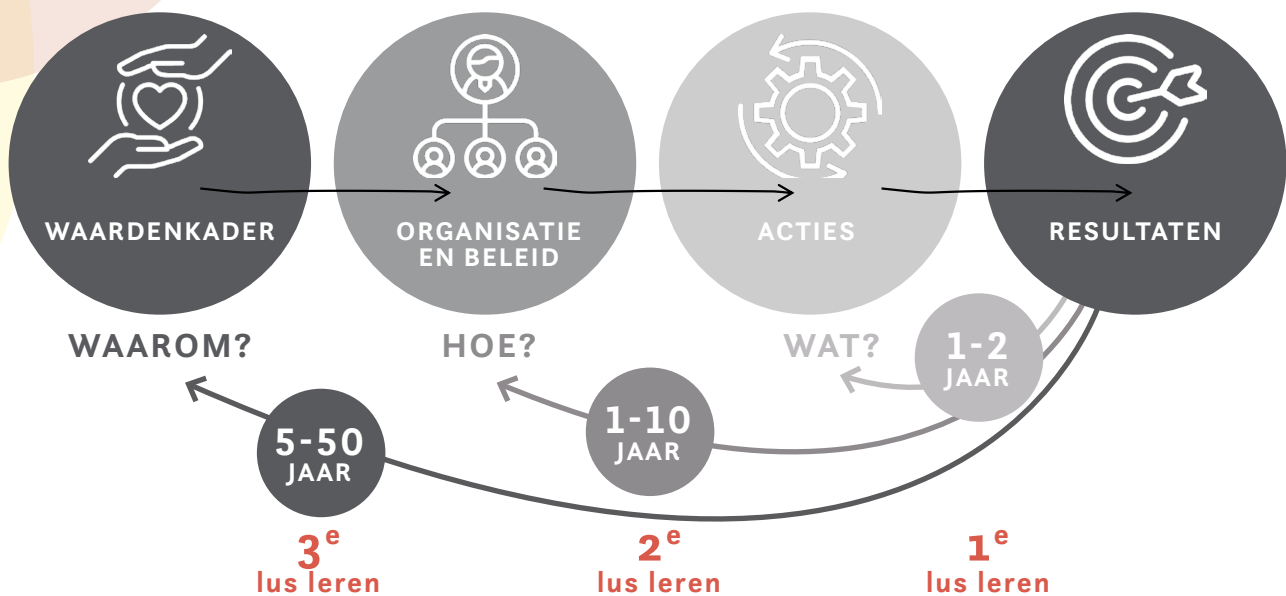 WAARDENKADER
ORGANISATIE
EN BELEID
ACTIES
RESULTATEN
WAAROM?
HOE?
WAT?
1-2
JAAR
1-10
JAAR
5-50
JAAR
3e
lus leren
2e
lus leren
1e
lus leren